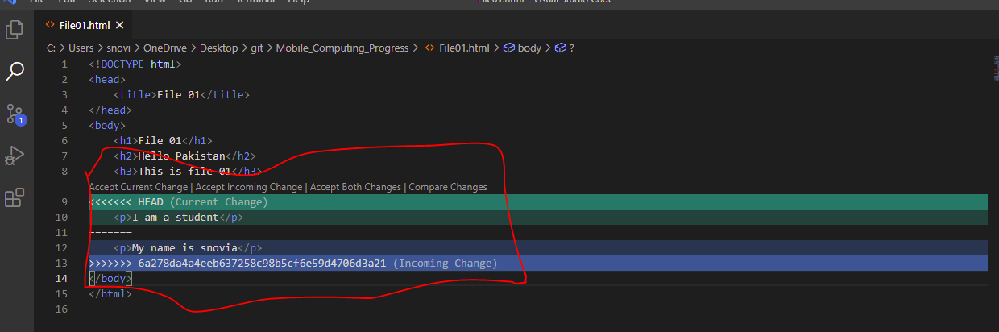 File Edit Selection View Go Run Terminal Help File01.html - Visual Studio Code
File01.html
C: > Users > snovi > OneDrive > Desktop > git > Mobile_Computing_Progress > File01.html > body > ?
1 <!DOCTYPE html>
2 <head>
3 <title>File 01</title>
4 </head>
5 <body>
6 <h1>File 01</h1>
7 <h2>Hello Pakistan</h2>
8 <h3>This is file 01</h3>
Accept Current Change | Accept Incoming Change | Accept Both Changes | Compare Changes
9 <<<<<<< HEAD (Current Change)
10 <p>I am a student</p>
11 =======
12 <p>My name is snovia</p>
1
13 >>>>>>> 6a278da4a4eeb637258c98b5cf6e59d4706d3a21 (Incoming Change)
14 </body>
15 </html>
16